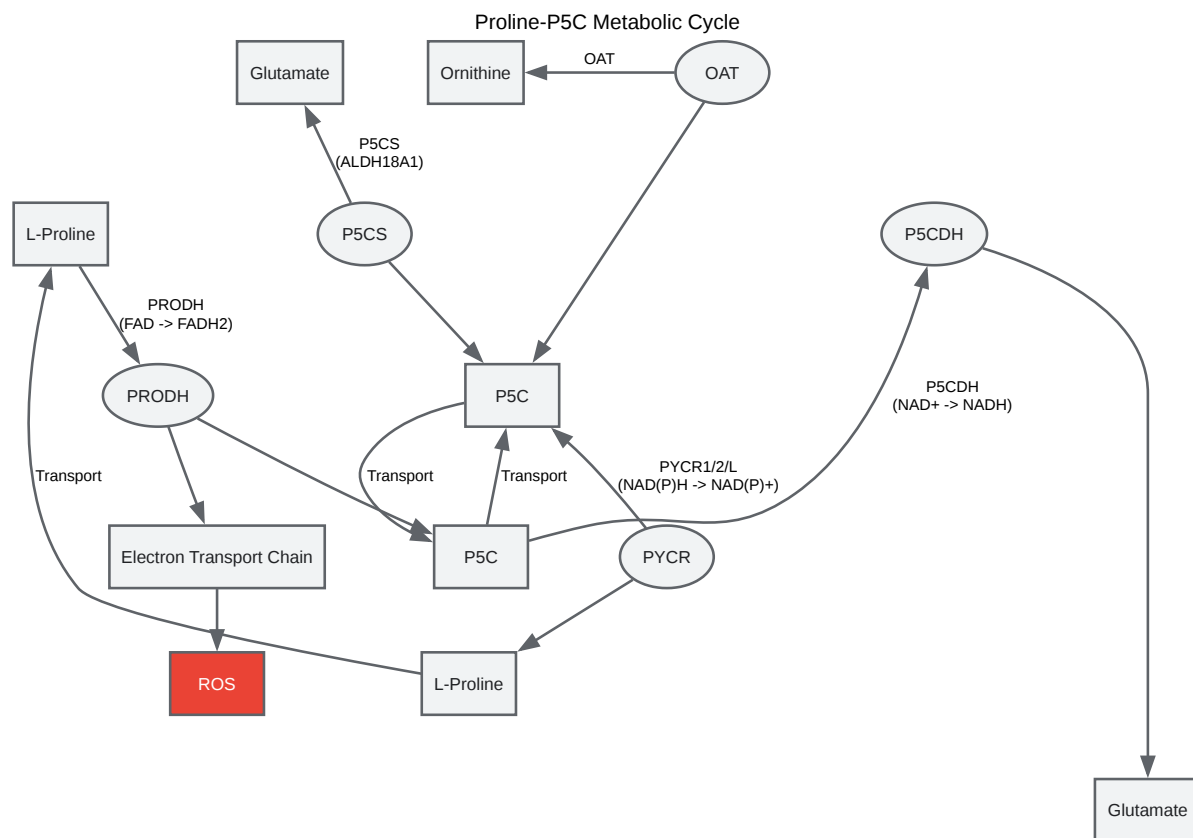 Proline-P5C Metabolic Cycle
Glutamate
Ornithine
OAT
OAT
P5CS
(ALDH18A1)
L-Proline
P5CS
P5CDH
PRODH
(FAD -> FADH2)
PRODH
P5C
P5CDH
(NAD+ -> NADH)
Transport
Transport
Transport
PYCR1/2/L
(NAD(P)H -> NAD(P)+)
Electron Transport Chain
P5C
PYCR
ROS
L-Proline
Glutamate